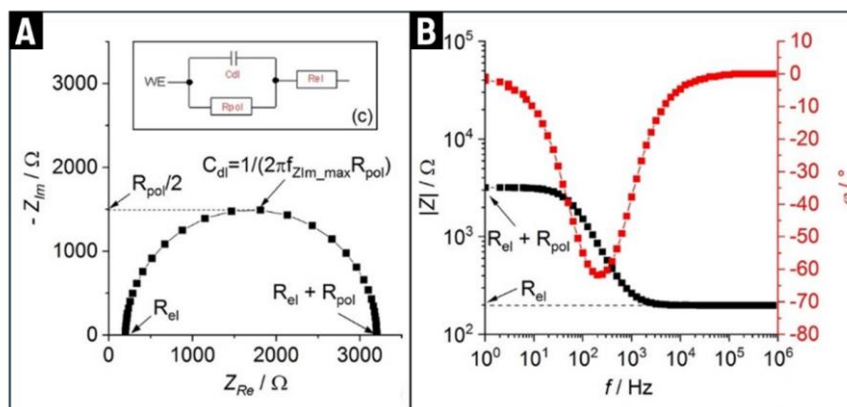 A
3000
2000
1000
0
- Z_Im / Ω
0
1000
2000
3000
Z_Re / Ω
WE
Cdl
Rpol
Rel
(c)
C_dl=1/(2πf_ZIm_max R_pol)
R_pol/2
R_el
R_el + R_pol
B
10^5
10^4
10^3
10^2
|Z| / Ω
R_el + R_pol
R_el
10^0
10^1
10^2
10^3
10^4
10^5
10^6
f / Hz
10
0
-10
-20
-30
-40
-50
-60
-70
-80